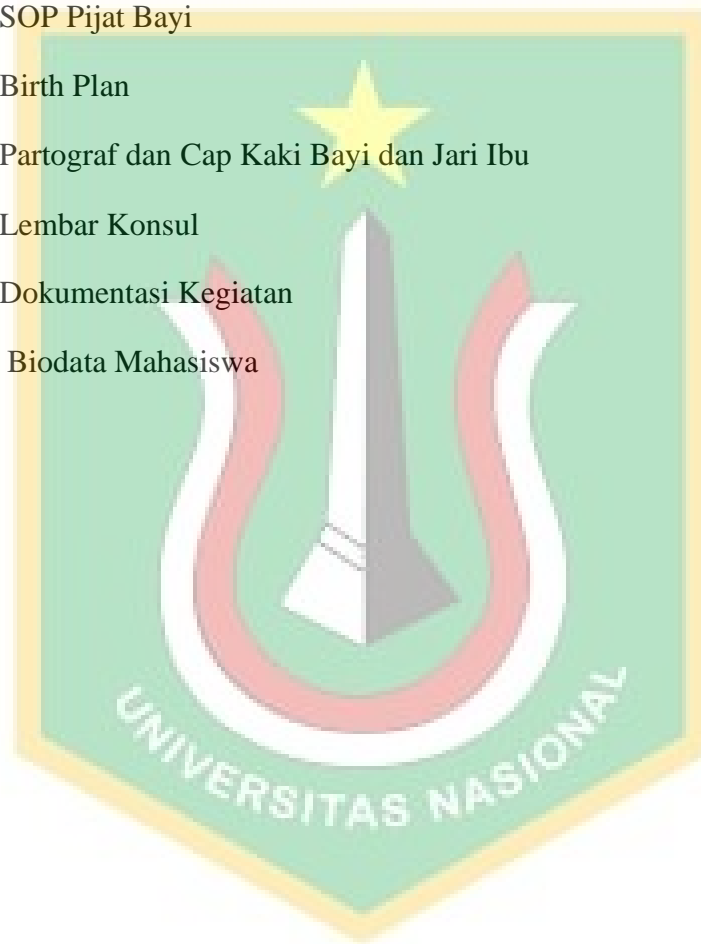 SOP Pijat Bayi
Birth Plan
Partograf dan Cap Kaki Bayi dan Jari Ibu
Lembar Konsul
Dokumentasi Kegiatan
Biodata Mahasiswa
UNIVERSITAS NASIONAL